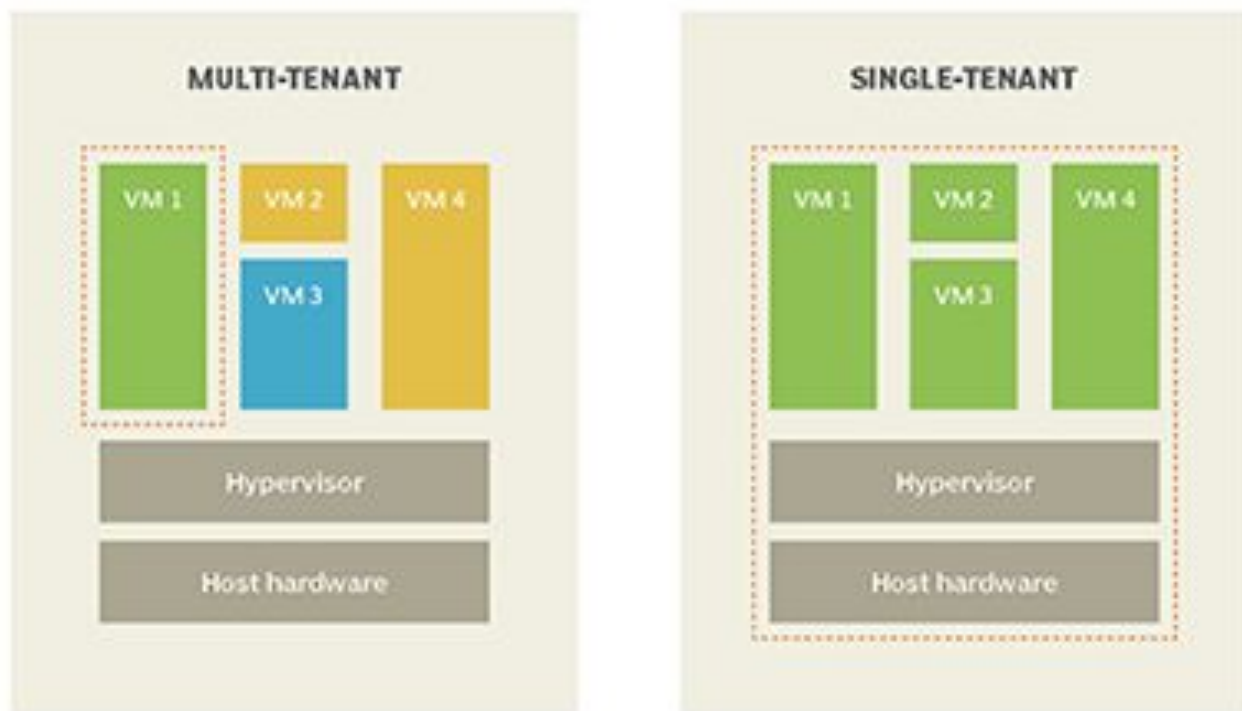 MULTI-TENANT
VM 1
VM 2
VM 4
VM 3
Hypervisor
Host hardware
SINGLE-TENANT
VM 1
VM 2
VM 4
VM 3
Hypervisor
Host hardware